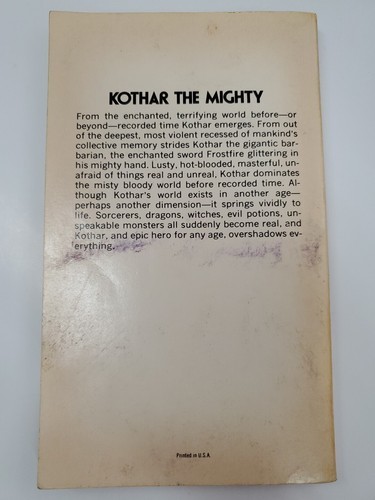 KOTHAR THE MIGHTY
From the enchanted, terrifying world before—or
beyond—recorded time Kothar emerges. From out
of the deepest, most violent recessed of mankind's
collective memory strides Kothar the gigantic bar-
barian, the enchanted sword Frostfire glittering in
his mighty hand. Lusty, hot-blooded, masterful, un-
afraid of things real and unreal, Kothar dominates
the misty bloody world before recorded time. Al-
though Kothar's world exists in another age—
perhaps another dimension—it springs vividly to
life. Sorcerers, dragons, witches, evil potions, un-
speakable monsters all suddenly become real, and
Kothar, and epic hero for any age, overshadows ev-
erything.
Printed in U.S.A.